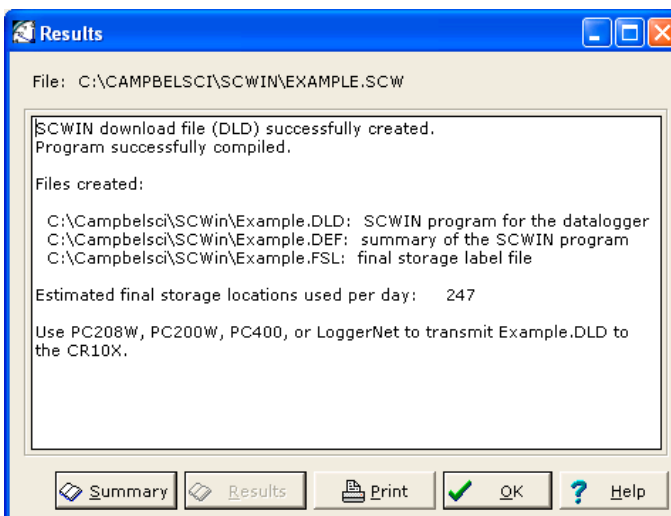 Results
File: C:\CAMPBELSCI\SCWIN\EXAMPLE.SCW
SCWIN download file (DLD) successfully created.
Program successfully compiled.
Files created:
C:\Campbelsci\SCWin\Example.DLD: SCWIN program for the datalogger
C:\Campbelsci\SCWin\Example.DEF: summary of the SCWIN program
C:\Campbelsci\SCWin\Example.FSL: final storage label file
Estimated final storage locations used per day: 247
Use PC208W, PC200W, PC400, or LoggerNet to transmit Example.DLD to
the CR10X.
Summary Results Print OK ? Help